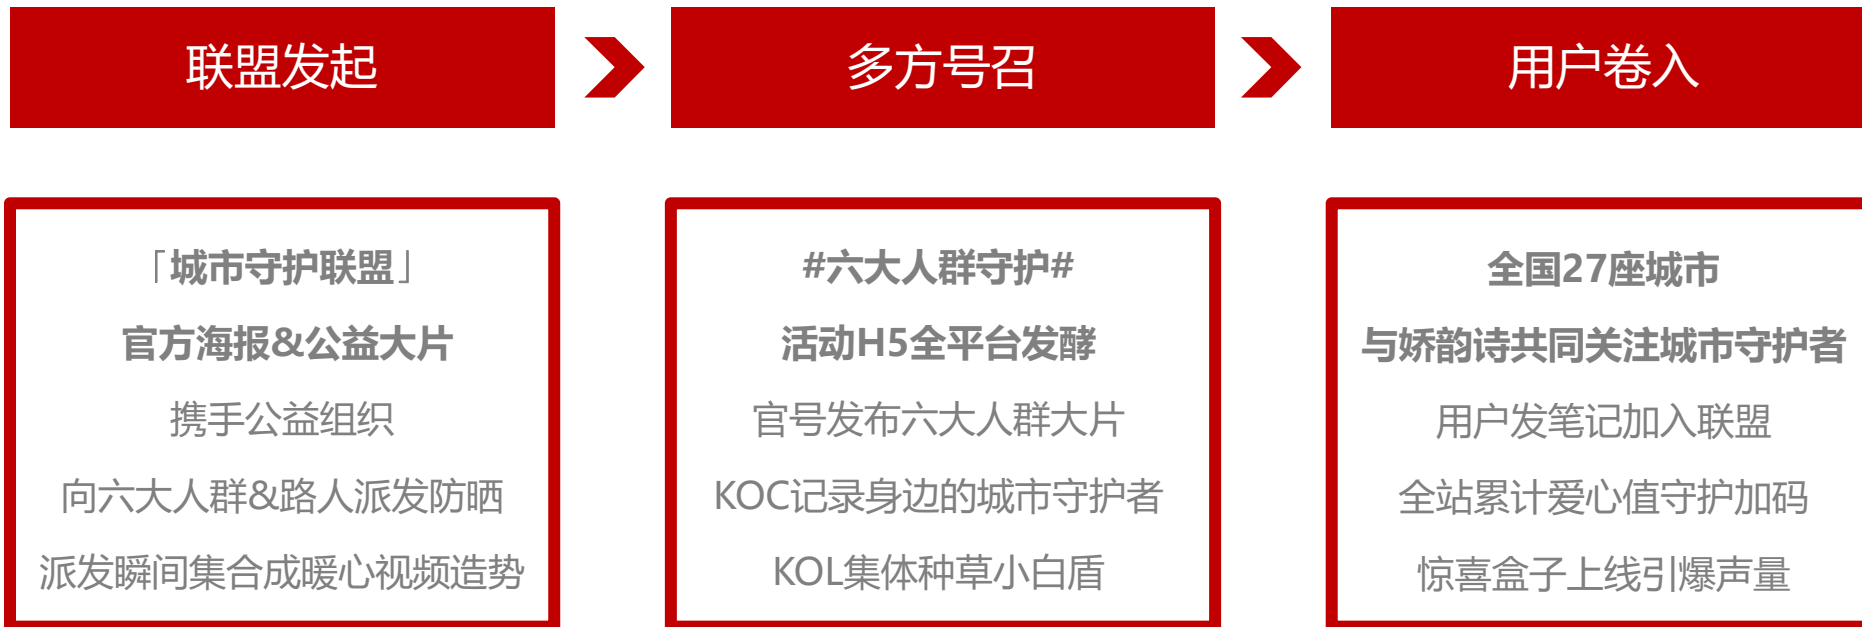 联盟发起
多方号召
用户卷入
「城市守护联盟」
官方海报&公益大片
携手公益组织
向六大人群&路人派发防晒
派发瞬间集合成暖心视频造势
#六大人群守护#
活动H5全平台发酵
官号发布六大人群大片
KOC记录身边的城市守护者
KOL集体种草小白盾
全国27座城市
与娇韵诗共同关注城市守护者
用户发笔记加入联盟
全站累计爱心值守护加码
惊喜盒子上线引爆声量